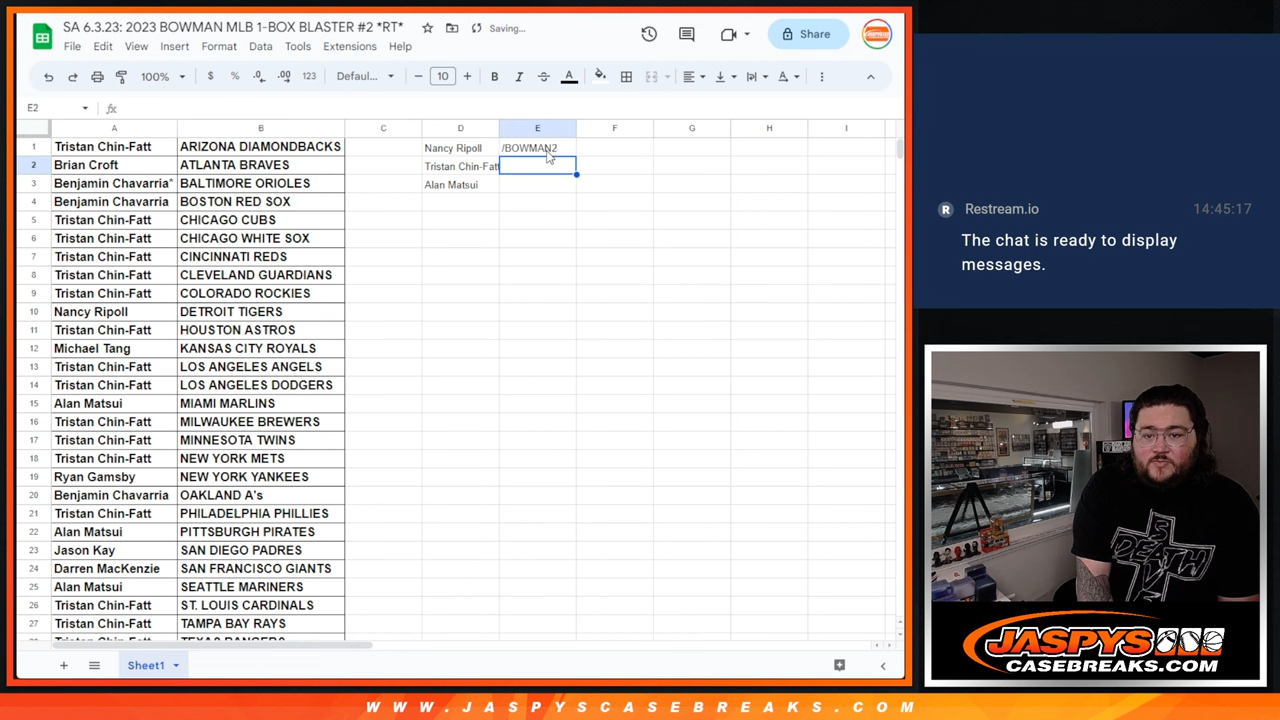 SA 6.3.23: 2023 BOWMAN MLB 1-BOX BLASTER #2 *RT*
Saving...
File Edit View Insert Format Data Tools Extensions Help
Share
100% $ % .0 .00 123 Defaul... - 10 + B I A
E2 fx
A B C D E F G H I
1 Tristan Chin-Fatt ARIZONA DIAMONDBACKS Nancy Ripoll /BOWMAN2
2 Brian Croft ATLANTA BRAVES Tristan Chin-Fatt
3 Benjamin Chavarria* BALTIMORE ORIOLES Alan Matsui
4 Benjamin Chavarria BOSTON RED SOX
5 Tristan Chin-Fatt CHICAGO CUBS
6 Tristan Chin-Fatt CHICAGO WHITE SOX
7 Tristan Chin-Fatt CINCINNATI REDS
8 Tristan Chin-Fatt CLEVELAND GUARDIANS
9 Tristan Chin-Fatt COLORADO ROCKIES
10 Nancy Ripoll DETROIT TIGERS
11 Tristan Chin-Fatt HOUSTON ASTROS
12 Michael Tang KANSAS CITY ROYALS
13 Tristan Chin-Fatt LOS ANGELES ANGELS
14 Tristan Chin-Fatt LOS ANGELES DODGERS
15 Alan Matsui MIAMI MARLINS
16 Tristan Chin-Fatt MILWAUKEE BREWERS
17 Tristan Chin-Fatt MINNESOTA TWINS
18 Tristan Chin-Fatt NEW YORK METS
19 Ryan Gamsby NEW YORK YANKEES
20 Benjamin Chavarria OAKLAND A's
21 Tristan Chin-Fatt PHILADELPHIA PHILLIES
22 Alan Matsui PITTSBURGH PIRATES
23 Jason Kay SAN DIEGO PADRES
24 Darren MacKenzie SAN FRANCISCO GIANTS
25 Alan Matsui SEATTLE MARINERS
26 Tristan Chin-Fatt ST. LOUIS CARDINALS
27 Tristan Chin-Fatt TAMPA BAY RAYS
28 Tristan Chin-Fatt TEXAS RANGERS
Sheet1
R Restream.io 14:45:17
The chat is ready to display
messages.
DEATH
JASPYS
CASEBREAKS.COM
WWW.JASPYSCASEBREAKS.COM